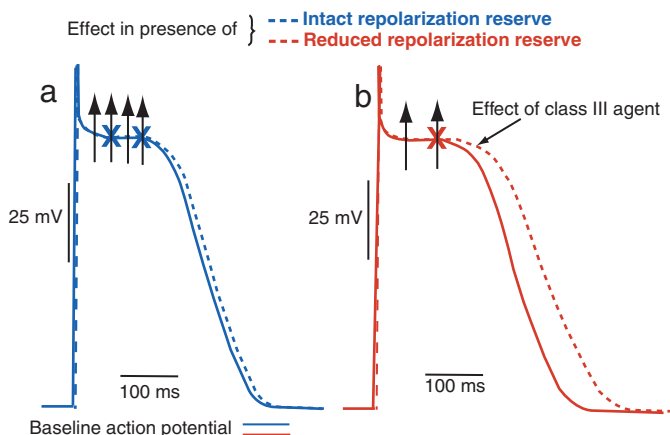 Effect in presence of } --- Intact repolarization reserve
--- Reduced repolarization reserve
a
b
Effect of class III agent
25 mV
25 mV
100 ms
100 ms
Baseline action potential